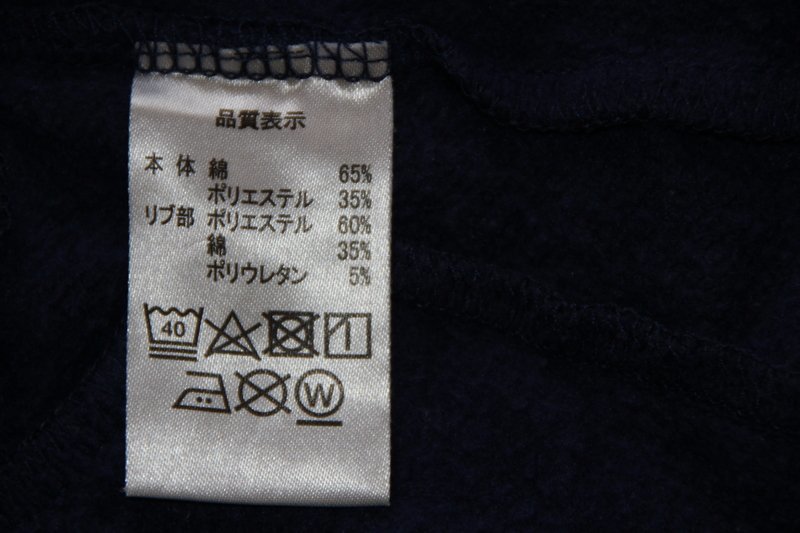 品質表示
本体 綿 65%
ポリエステル 35%
リブ部 ポリエステル 60%
綿 35%
ポリウレタン 5%
40
W